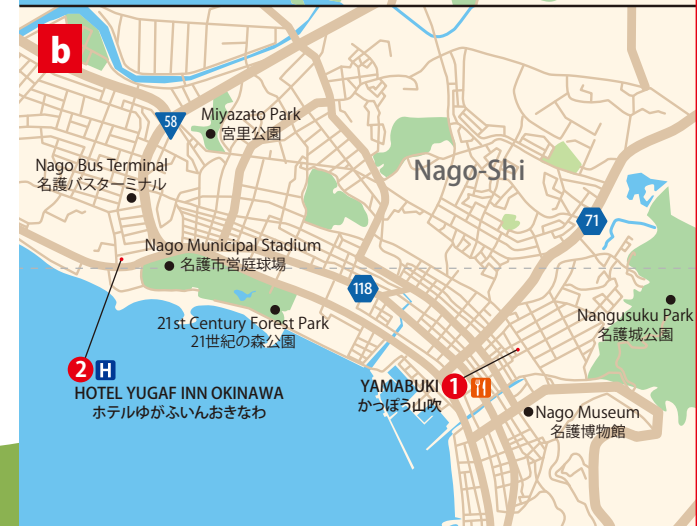 b
58
Miyazato Park
宮里公園
Nago-Shi
Nago Bus Terminal
名護バスターミナル
71
Nago Municipal Stadium
名護市営庭球場
118
21st Century Forest Park
21世紀の森公園
Nangusuku Park
名護城公園
2 H
HOTEL YUGAF INN OKINAWA
ホテルゆがふいんおきなわ
YAMABUKI 1
かっぽう山吹
Nago Museum
名護博物館